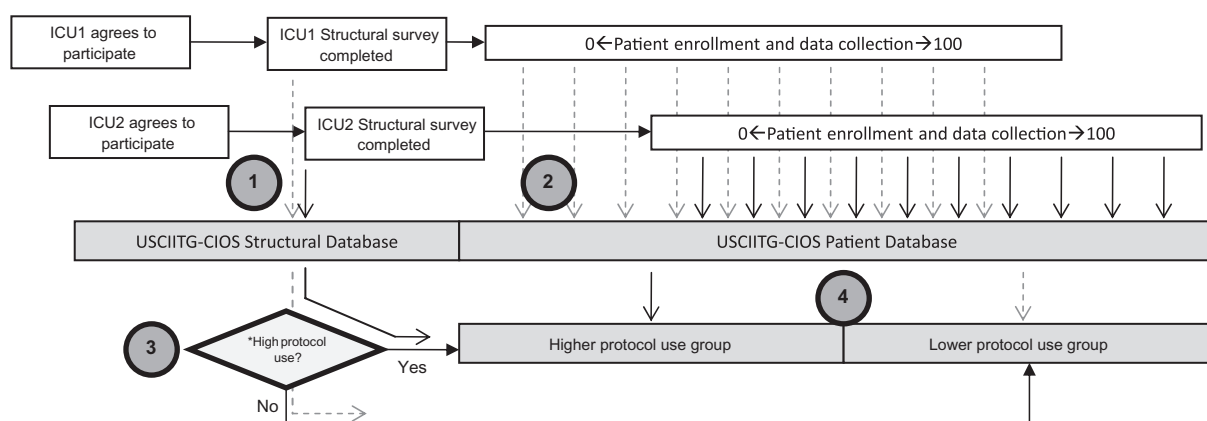 ICU1 agrees to
participate
ICU1 Structural survey
completed
0←Patient enrollment and data collection→100
ICU2 agrees to
participate
ICU2 Structural survey
completed
0←Patient enrollment and data collection→100
1
2
USCIITG-CIOS Structural Database
USCIITG-CIOS Patient Database
3
*High protocol
use?
Yes
4
Higher protocol use group
Lower protocol use group
No